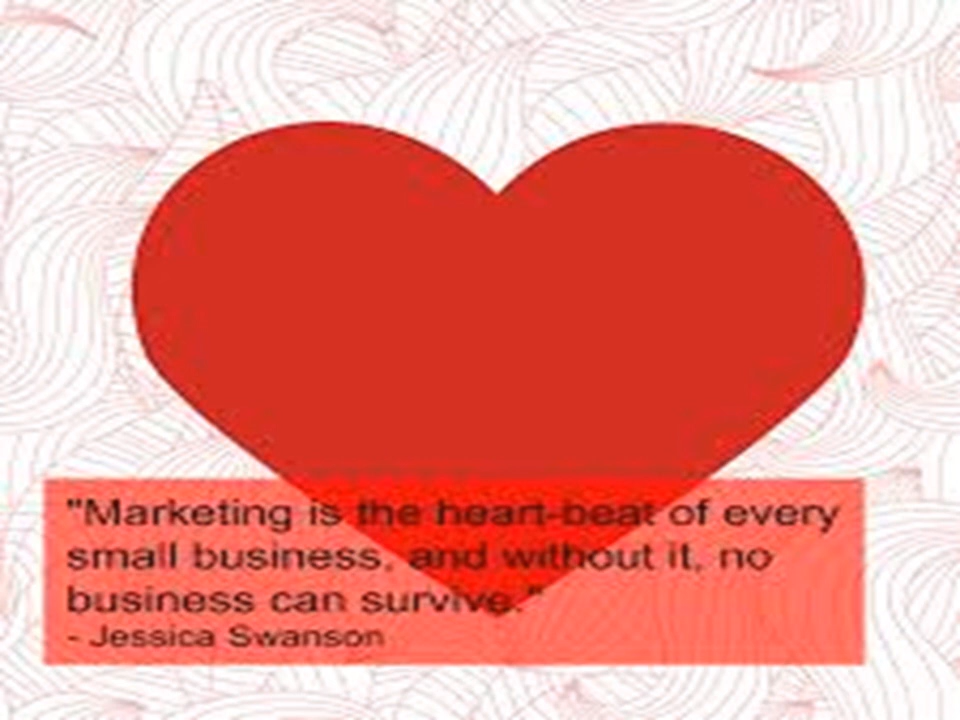 "Marketing is the heart-beat of every
small business, and without it, no
business can survive."
- Jessica Swanson